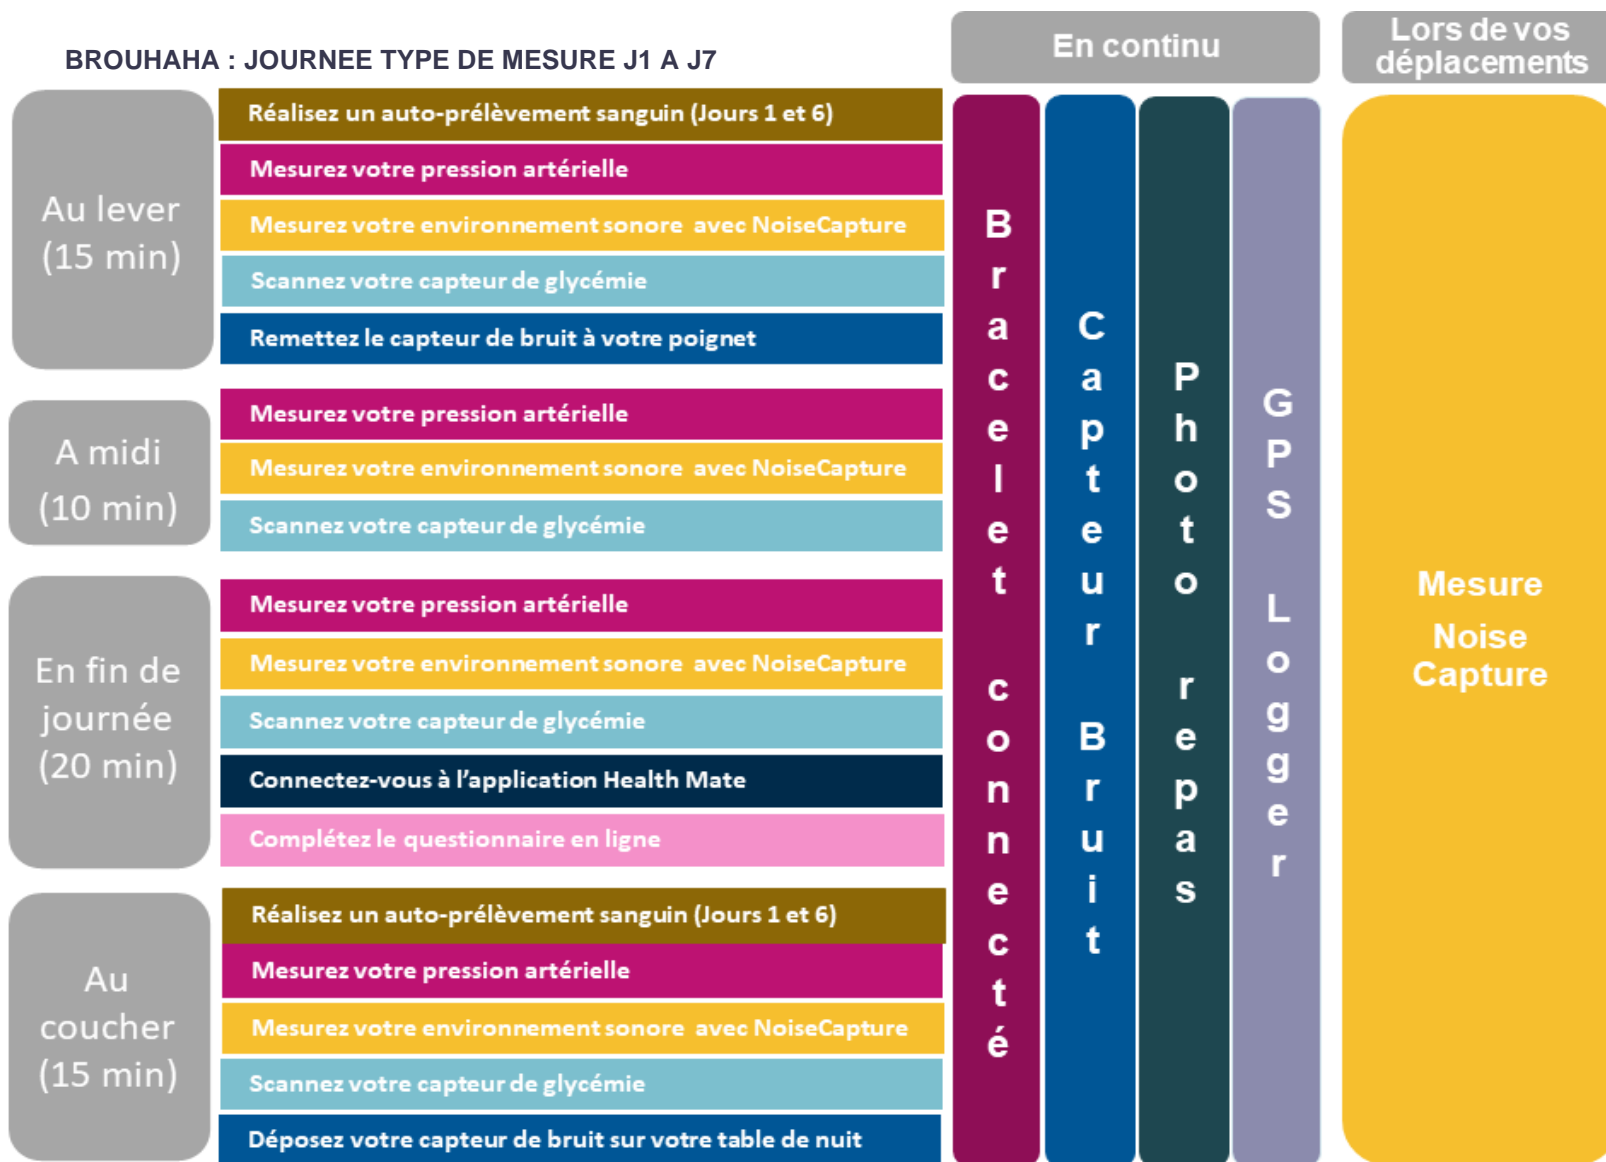 BROUHAHA : JOURNEE TYPE DE MESURE J1 A J7
En continu
Lors de vos
déplacements
Au lever
(15 min)
Réalisez un auto-prélèvement sanguin (Jours 1 et 6)
Mesurez votre pression artérielle
Mesurez votre environnement sonore avec NoiseCapture
Scannez votre capteur de glycémie
Remettez le capteur de bruit à votre poignet
A midi
(10 min)
Mesurez votre pression artérielle
Mesurez votre environnement sonore avec NoiseCapture
Scannez votre capteur de glycémie
En fin de
journée
(20 min)
Mesurez votre pression artérielle
Mesurez votre environnement sonore avec NoiseCapture
Scannez votre capteur de glycémie
Connectez-vous à l’application Health Mate
Complétez le questionnaire en ligne
Au
coucher
(15 min)
Réalisez un auto-prélèvement sanguin (Jours 1 et 6)
Mesurez votre pression artérielle
Mesurez votre environnement sonore avec NoiseCapture
Scannez votre capteur de glycémie
Déposez votre capteur de bruit sur votre table de nuit
Bracelet connecté
Capteur Bruit
Photo repas
GPS Logger
Mesure
Noise
Capture